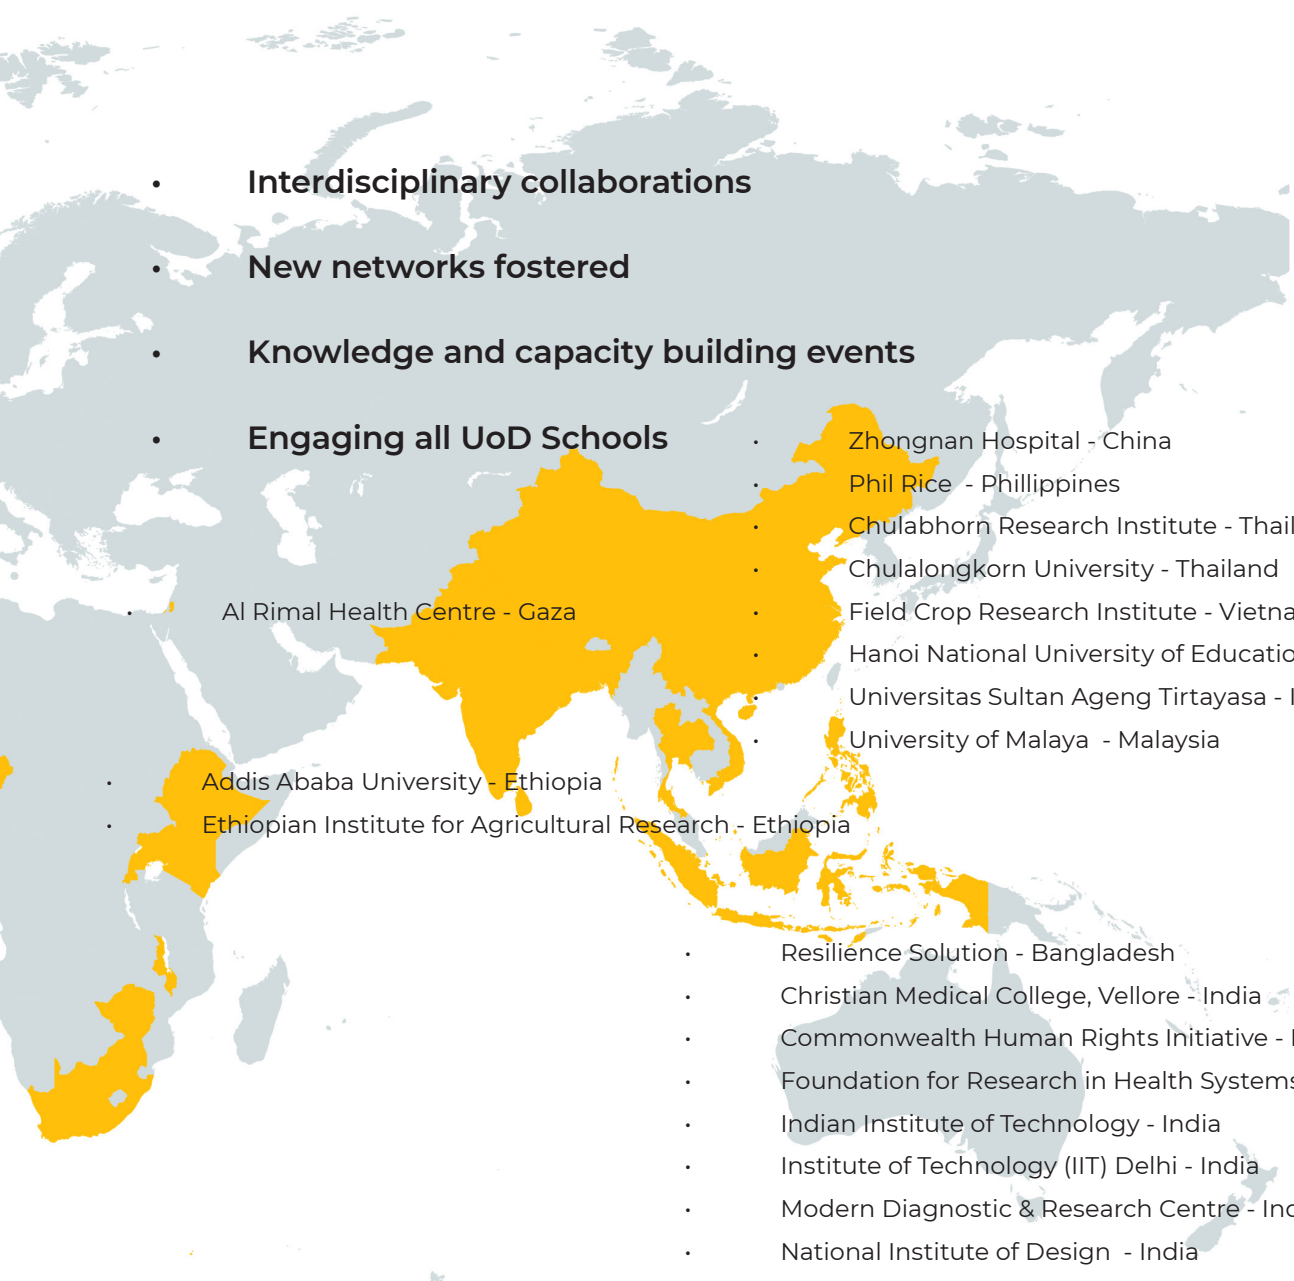 • Interdisciplinary collaborations
• New networks fostered
• Knowledge and capacity building events
• Engaging all UoD Schools
• Zhongnan Hospital - China
• Phil Rice - Phillippines
• Chulabhorn Research Institute - Thail
• Chulalongkorn University - Thailand
• Field Crop Research Institute - Vietna
• Hanoi National University of Educatio
• Universitas Sultan Ageng Tirtayasa - I
• University of Malaya - Malaysia
• Al Rimal Health Centre - Gaza
• Addis Ababa University - Ethiopia
• Ethiopian Institute for Agricultural Research - Ethiopia
• Resilience Solution - Bangladesh
• Christian Medical College, Vellore - India
• Commonwealth Human Rights Initiative - I
• Foundation for Research in Health Systems
• Indian Institute of Technology - India
• Institute of Technology (IIT) Delhi - India
• Modern Diagnostic & Research Centre - Ind
• National Institute of Design - India